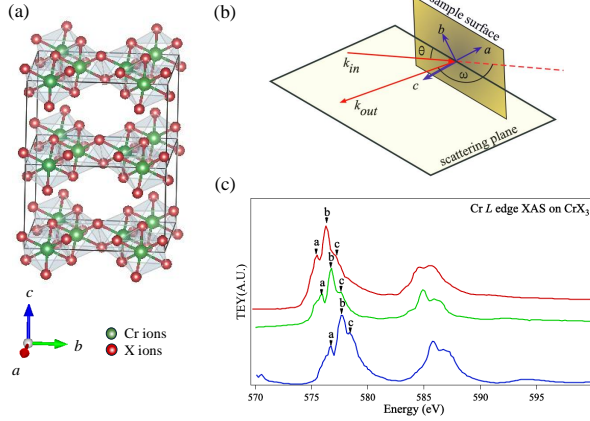 (a)
c
b
a
Cr ions
X ions
(b)
sample surface
b
a
θ
k_in
ω
c
k_out
scattering plane
(c)
Cr L edge XAS on CrX₃
b
a
c
b
a
c
b
a
c
TEY(A.U.)
570 575 580 585 590 595
Energy (eV)